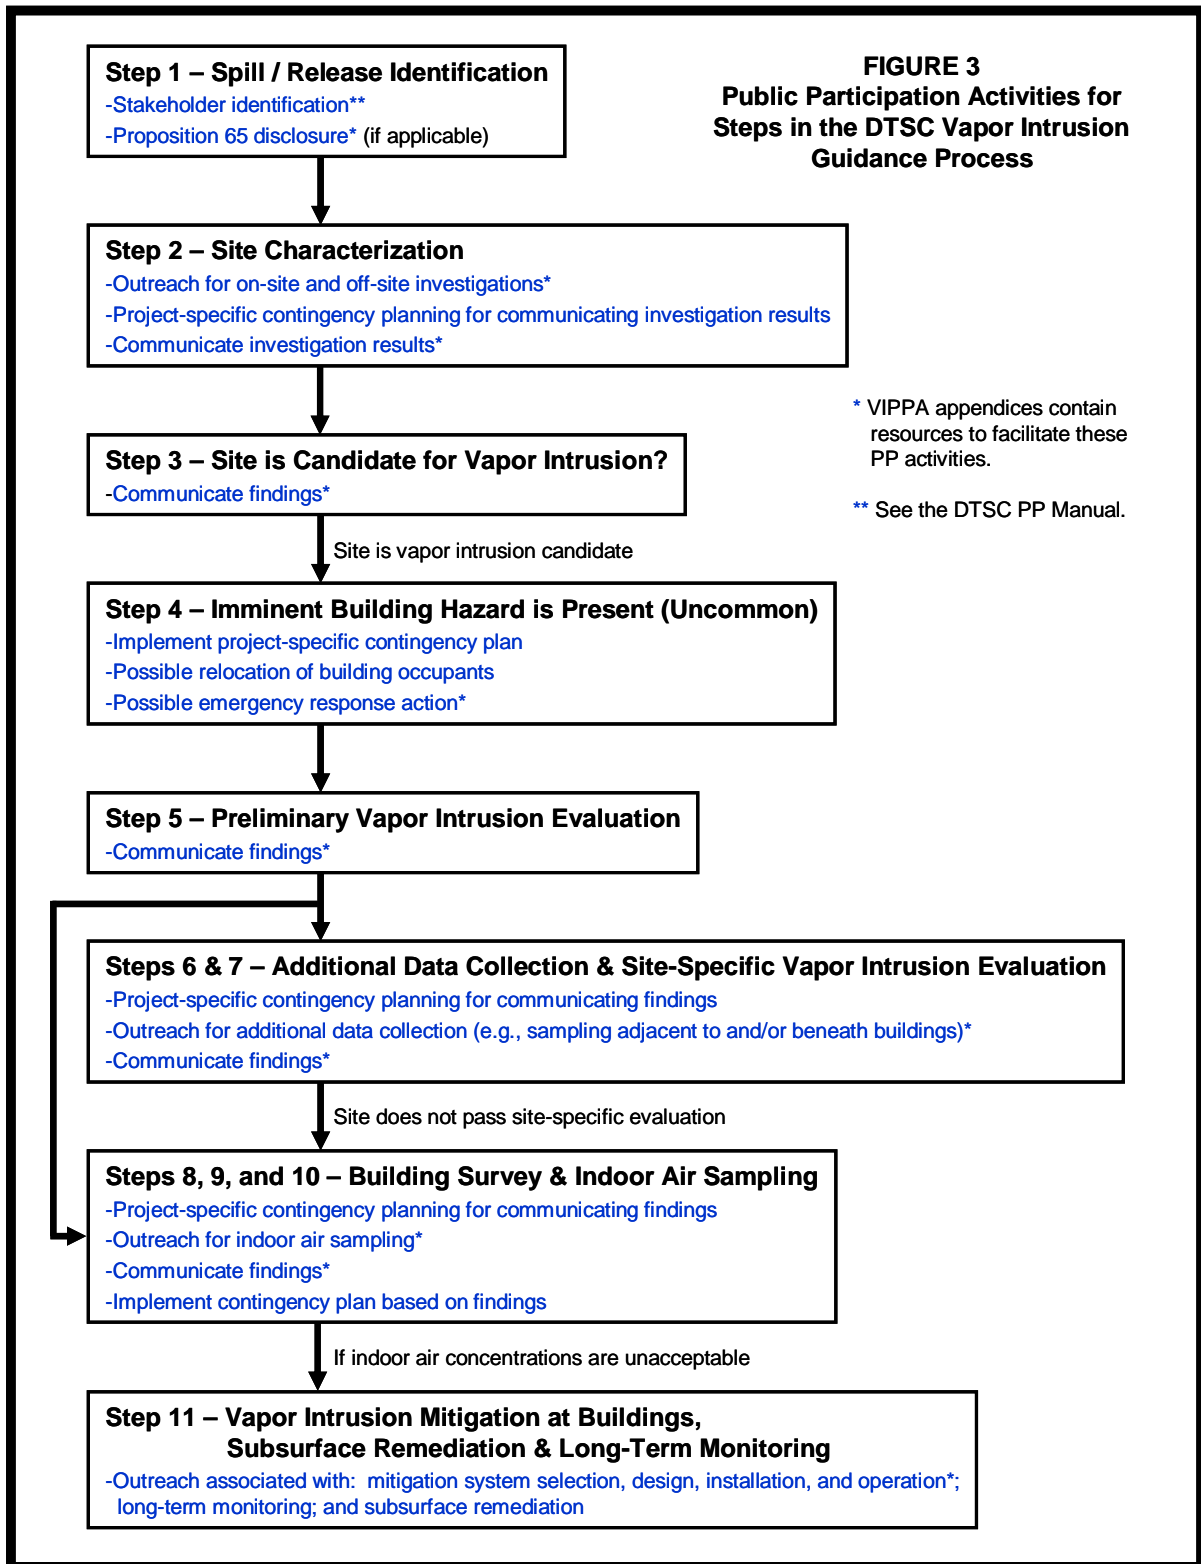 FIGURE 3
Public Participation Activities for
Steps in the DTSC Vapor Intrusion
Guidance Process
Step 1 – Spill / Release Identification
-Stakeholder identification**
-Proposition 65 disclosure* (if applicable)
Step 2 – Site Characterization
-Outreach for on-site and off-site investigations*
-Project-specific contingency planning for communicating investigation results
-Communicate investigation results*
* VIPPA appendices contain
resources to facilitate these
PP activities.
** See the DTSC PP Manual.
Step 3 – Site is Candidate for Vapor Intrusion?
-Communicate findings*
Site is vapor intrusion candidate
Step 4 – Imminent Building Hazard is Present (Uncommon)
-Implement project-specific contingency plan
-Possible relocation of building occupants
-Possible emergency response action*
Step 5 – Preliminary Vapor Intrusion Evaluation
-Communicate findings*
Steps 6 & 7 – Additional Data Collection & Site-Specific Vapor Intrusion Evaluation
-Project-specific contingency planning for communicating findings
-Outreach for additional data collection (e.g., sampling adjacent to and/or beneath buildings)*
-Communicate findings*
Site does not pass site-specific evaluation
Steps 8, 9, and 10 – Building Survey & Indoor Air Sampling
-Project-specific contingency planning for communicating findings
-Outreach for indoor air sampling*
-Communicate findings*
-Implement contingency plan based on findings
If indoor air concentrations are unacceptable
Step 11 – Vapor Intrusion Mitigation at Buildings,
Subsurface Remediation & Long-Term Monitoring
-Outreach associated with: mitigation system selection, design, installation, and operation*;
long-term monitoring; and subsurface remediation